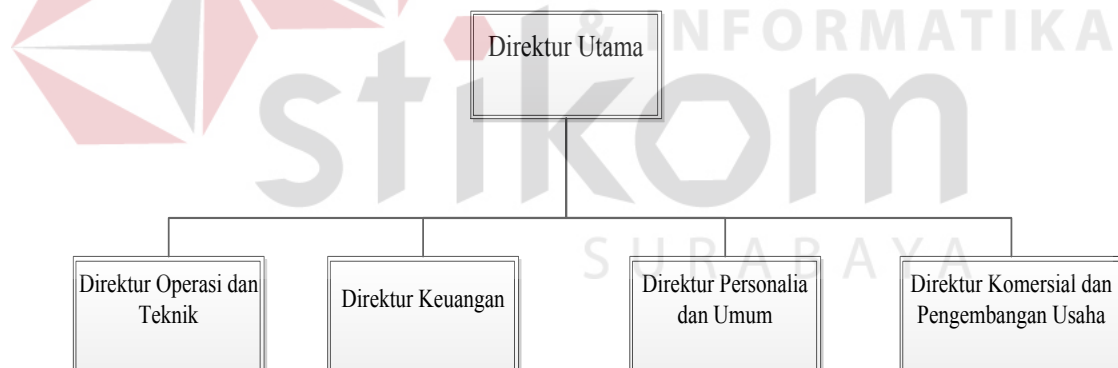 & INFORMATIKA
Direktur Utama
stikom
SURABAYA
Direktur Operasi dan
Teknik
Direktur Keuangan
Direktur Personalia
dan Umum
Direktur Komersial dan
Pengembangan Usaha